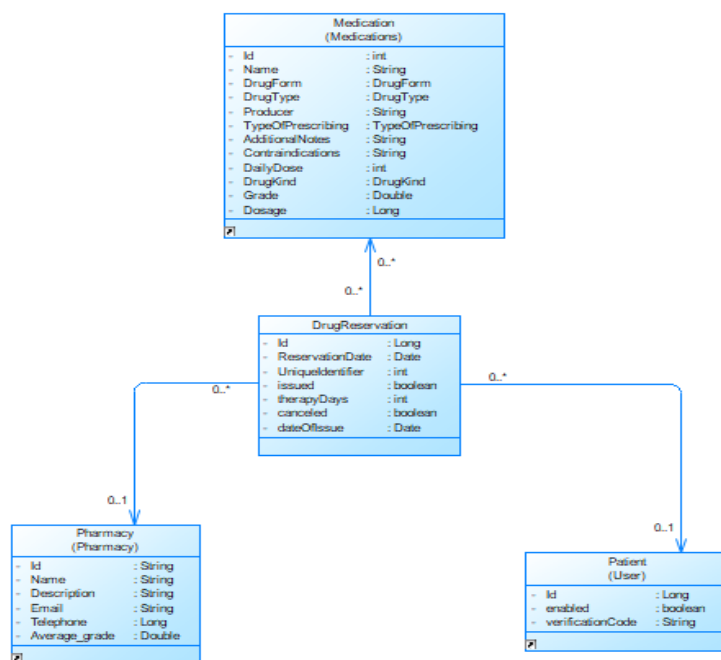 Medication
(Medications)
- Id : int
- Name : String
- DrugForm : DrugForm
- DrugType : DrugType
- Producer : String
- TypeOfPrescribing : TypeOfPrescribing
- AdditionalNotes : String
- Contraindications : String
- DailyDose : int
- DrugKind : DrugKind
- Grade : Double
- Dosage : Long
0..*
0..*
DrugReservation
- Id : Long
- ReservationDate : Date
- UniqueIdentifier : int
- issued : boolean
- therapyDays : int
- canceled : boolean
- dateOfIssue : Date
0..*
0..*
0..1
0..1
Pharmacy
(Pharmacy)
- Id : String
- Name : String
- Description : String
- Email : String
- Telephone : Long
- Average_grade : Double
Patient
(User)
- Id : Long
- enabled : boolean
- verificationCode : String